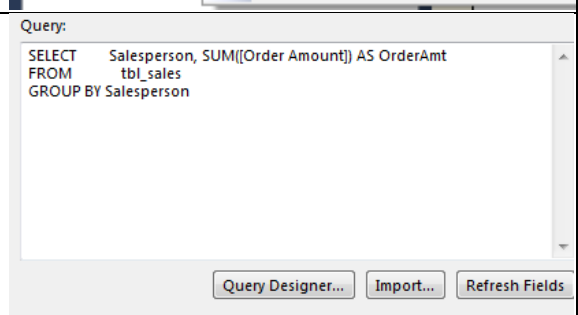 Query:
SELECT Salesperson, SUM([Order Amount]) AS OrderAmt
FROM tbl_sales
GROUP BY Salesperson
Query Designer... Import... Refresh Fields